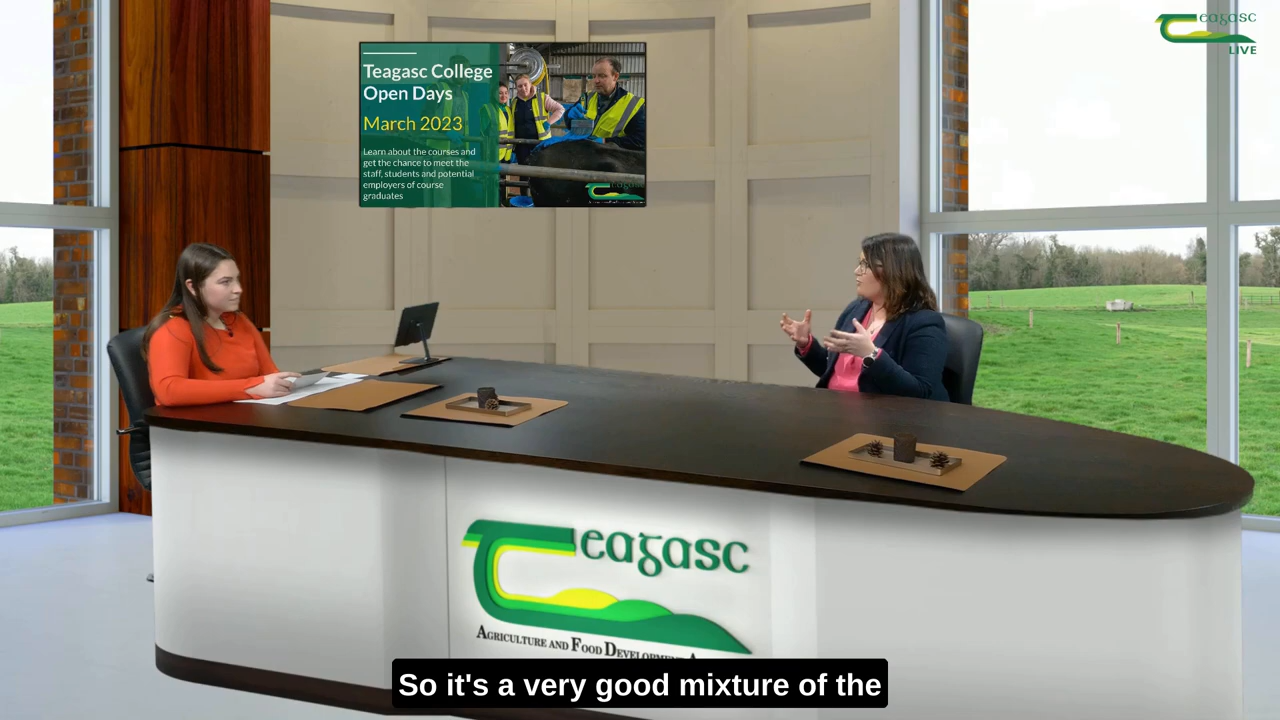 Teagasc College
Open Days
March 2023
Learn about the courses and
get the chance to meet the
staff, students and potential
employers of course
graduates
Teagasc
Teagasc
LIVE
Teagasc
AGRICULTURE AND FOOD DEVELOPMENT
So it's a very good mixture of the